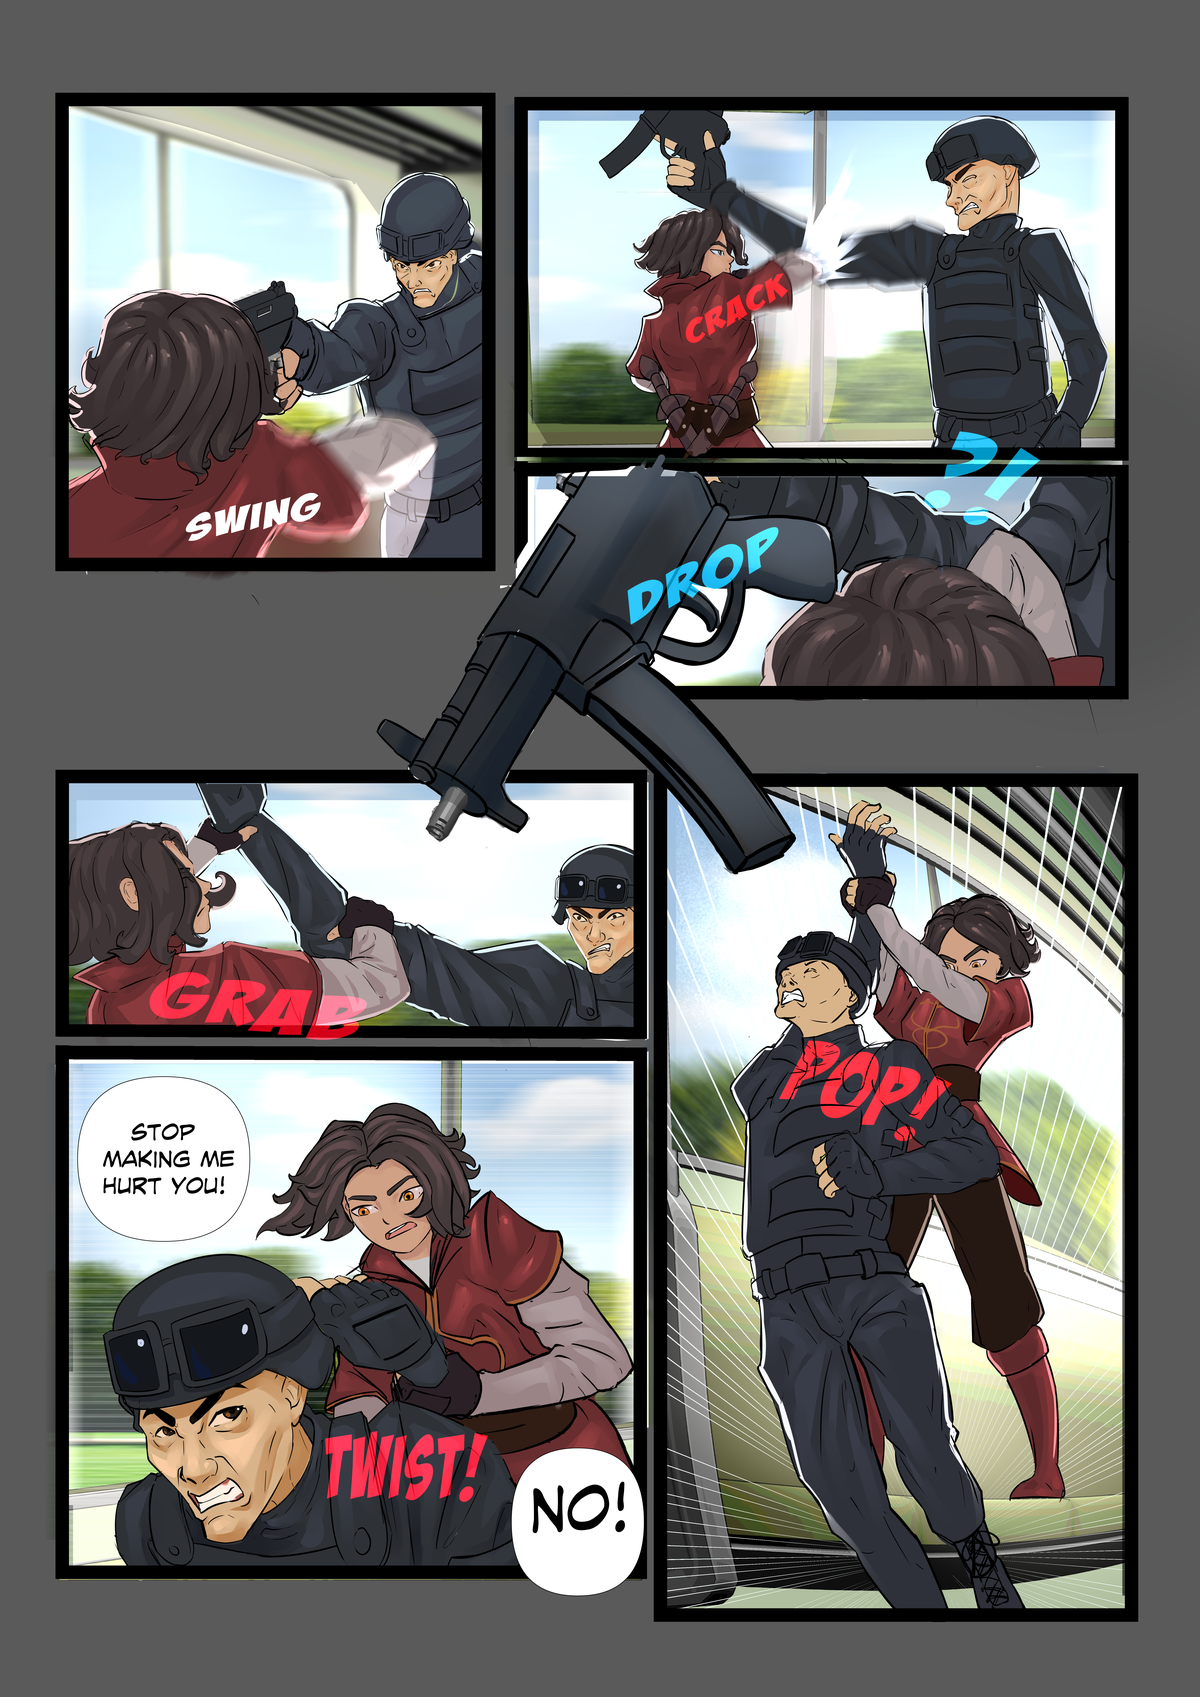 SWING
CRACK
?!
DROP
GRAB
STOP
MAKING ME
HURT YOU!
TWIST!
NO!
POP!